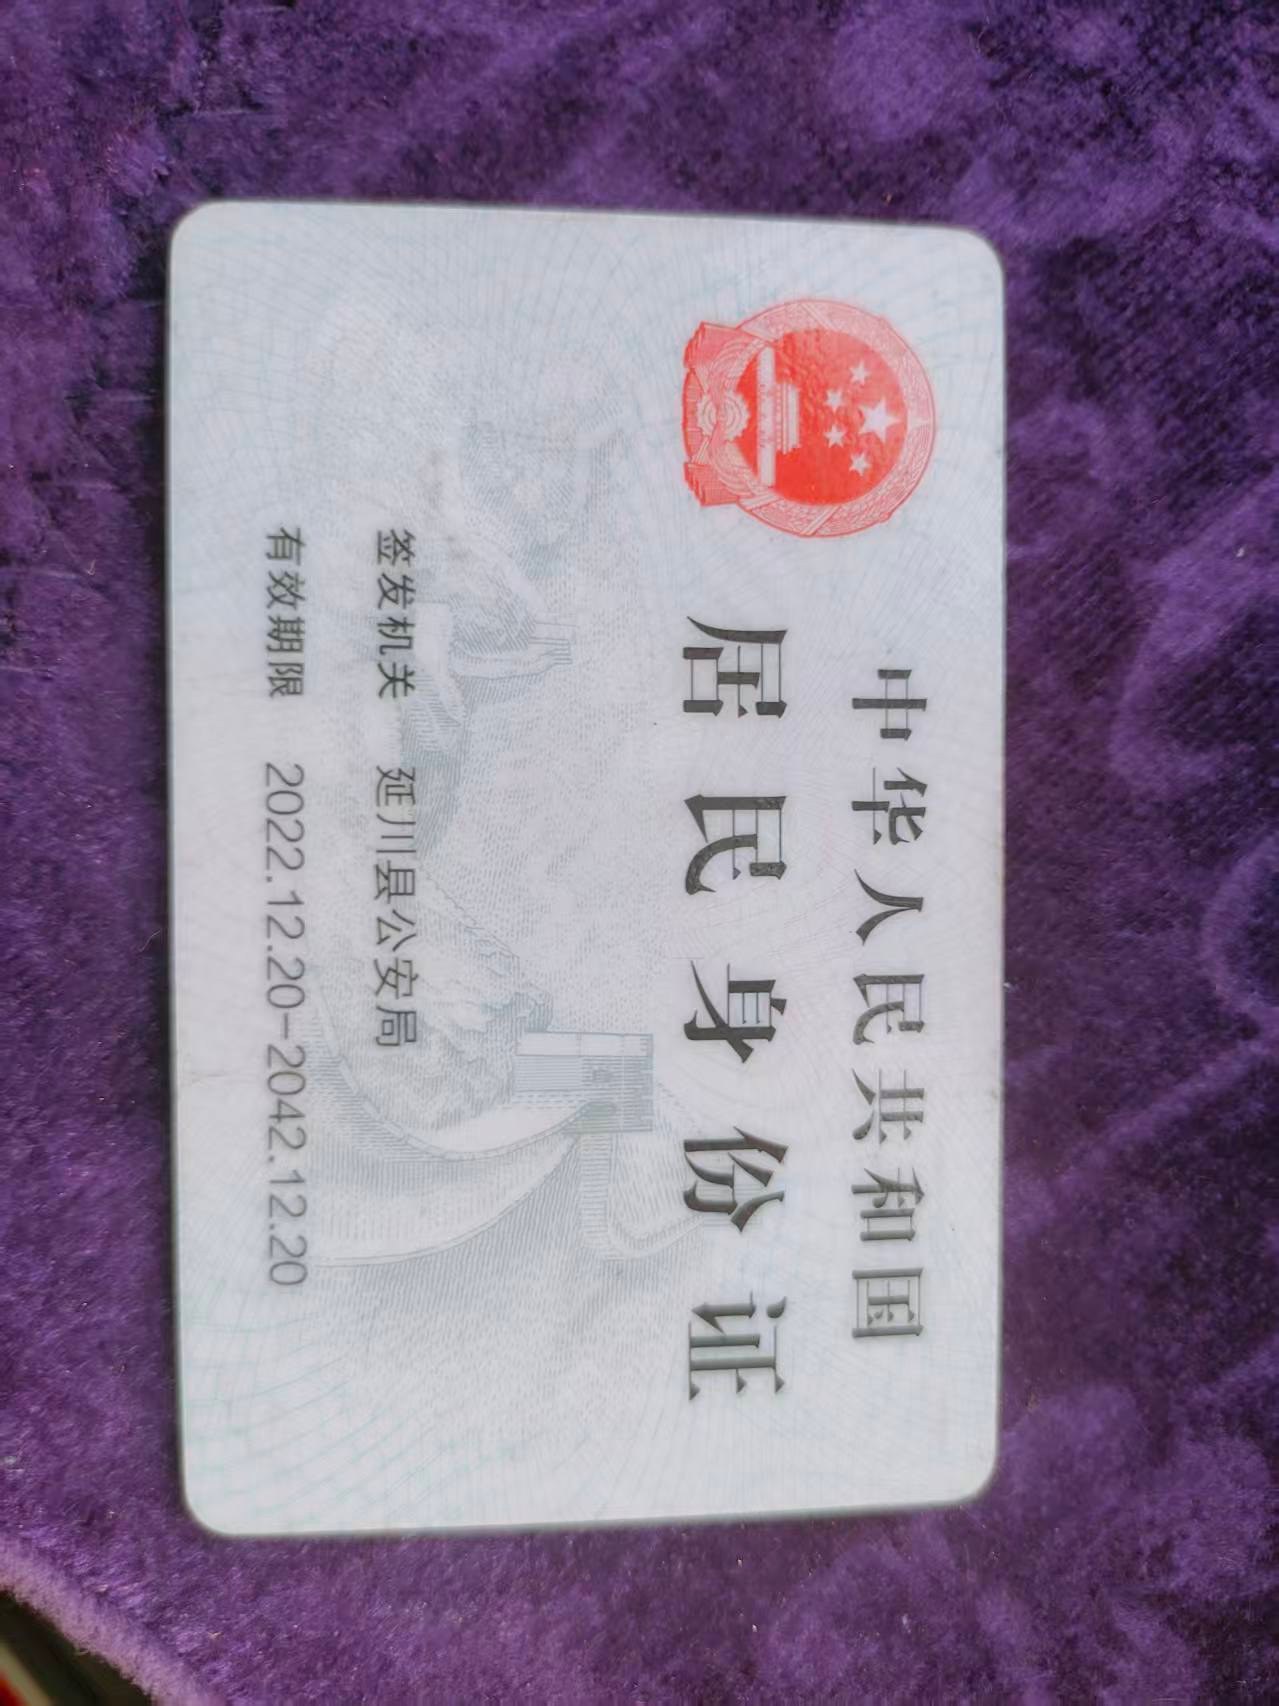 中华人民共和国
居民身份证
签发机关 延川县公安局
有效期限 2022.12.20-2042.12.20